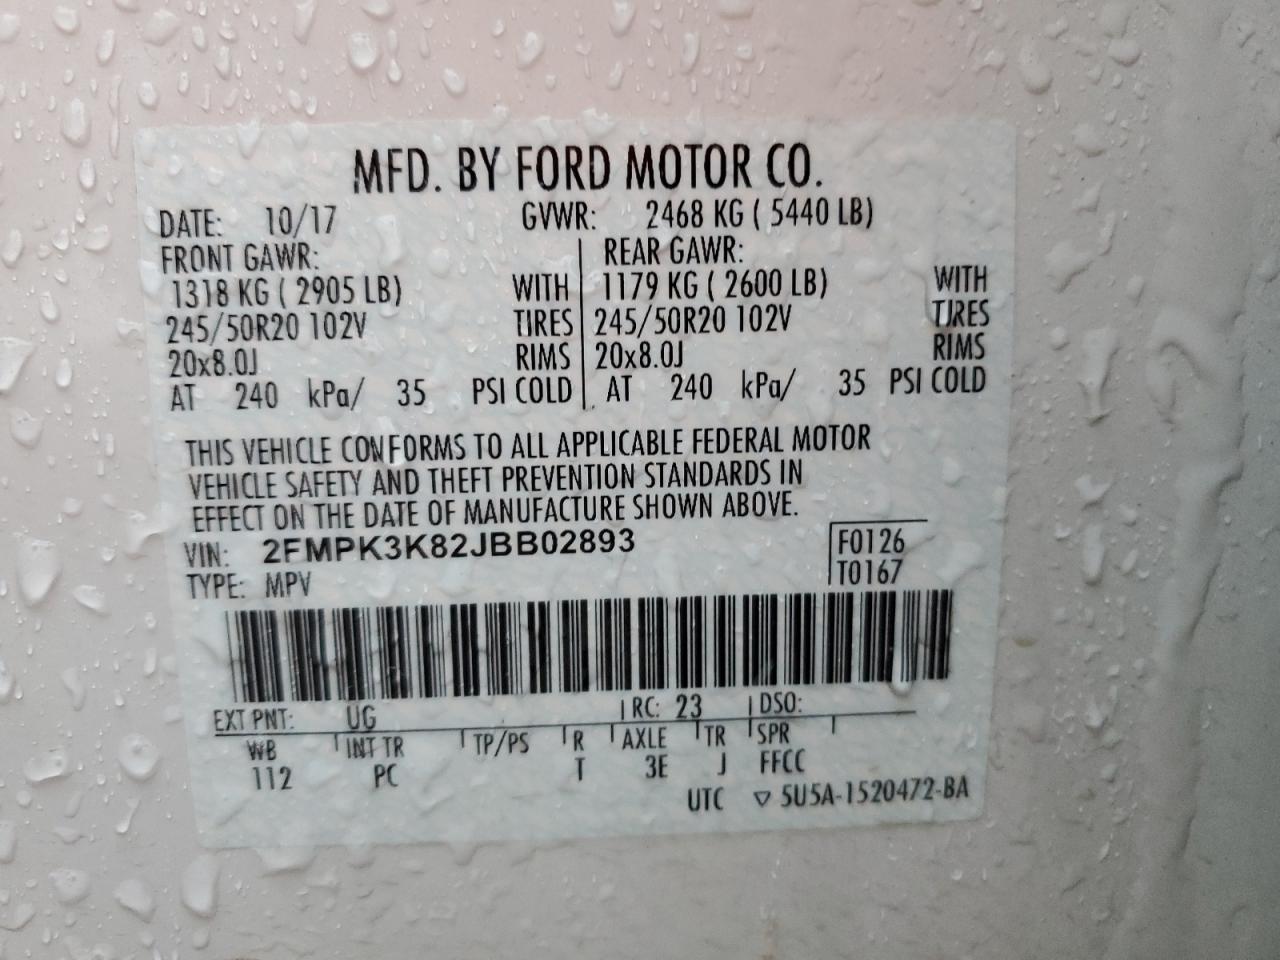 MFD. BY FORD MOTOR CO.
DATE: 10/17 GVWR: 2468 KG ( 5440 LB)
FRONT GAWR: REAR GAWR:
1318 KG ( 2905 LB) WITH 1179 KG ( 2600 LB) WITH
245/50R20 102V TIRES 245/50R20 102V TIRES
20x8.0J RIMS 20x8.0J RIMS
AT 240 kPa/ 35 PSI COLD AT 240 kPa/ 35 PSI COLD
THIS VEHICLE CONFORMS TO ALL APPLICABLE FEDERAL MOTOR
VEHICLE SAFETY AND THEFT PREVENTION STANDARDS IN
EFFECT ON THE DATE OF MANUFACTURE SHOWN ABOVE.
VIN: 2FMPK3K82JBB02893 F0126
TYPE: MPV T0167
EXT PNT: UG RC: 23 DSO:
WB INT TR TP/PS R AXLE TR SPR
112 PC T 3E J FFCC
UTC ▽ 5U5A-1520472-BA